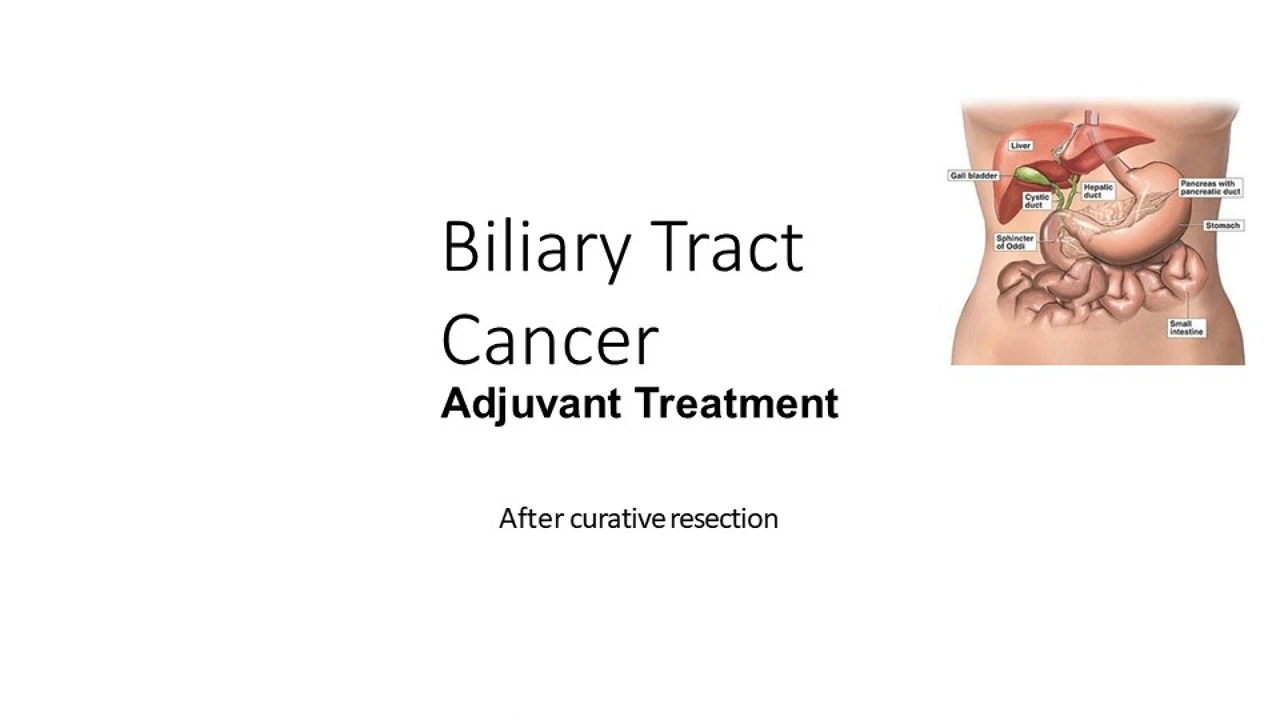 Biliary Tract
Cancer
Adjuvant Treatment
After curative resection
Liver
Gall bladder
Cystic
duct
Hepatic
duct
Pancreas with
pancreatic duct
Stomach
Sphincter
of Oddi
Small
intestine